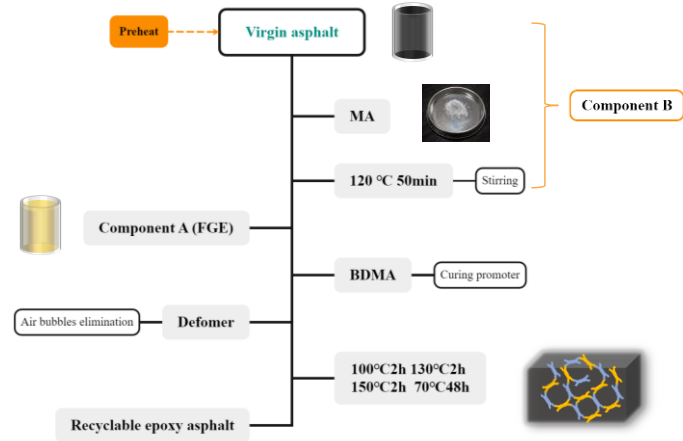 Preheat
Virgin asphalt
MA
Component B
120 ℃ 50min
Stirring
Component A (FGE)
BDMA
Curing promoter
Air bubbles elimination
Defomer
100℃2h 130℃2h
150℃2h 70℃48h
Recyclable epoxy asphalt